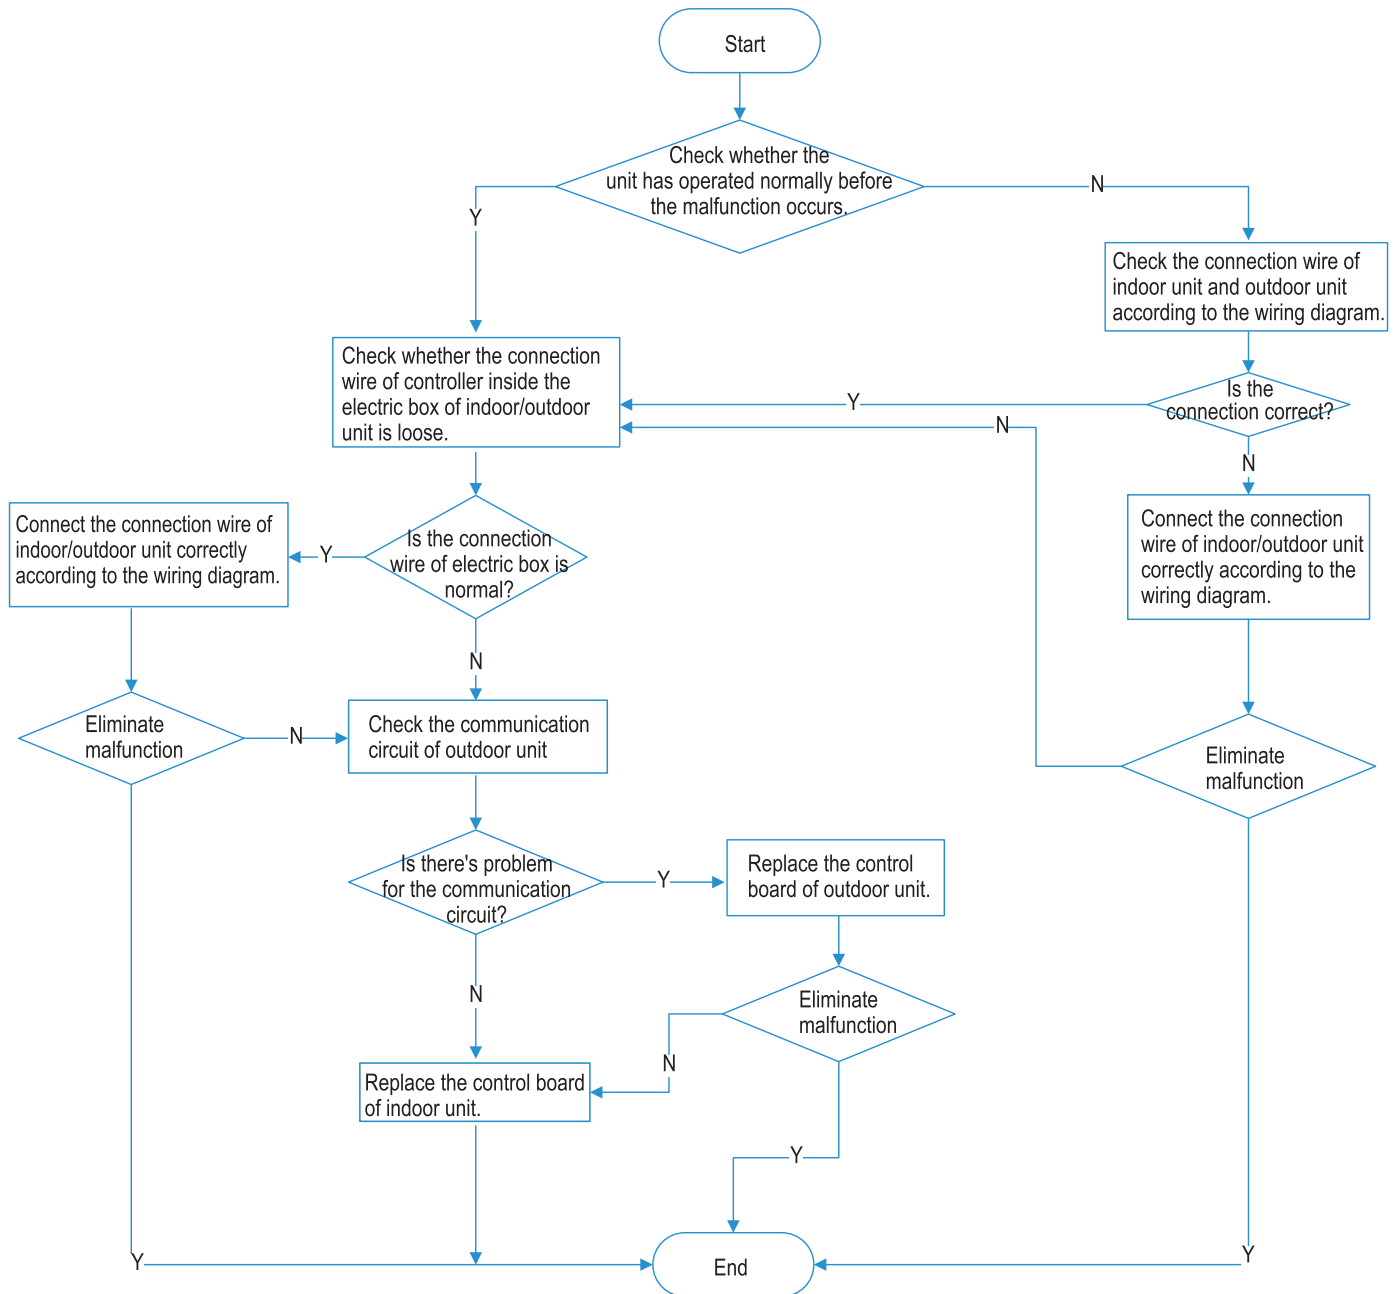 Start
Check whether the
unit has operated normally before
the malfunction occurs.
N
Y
Check the connection wire of
indoor unit and outdoor unit
according to the wiring diagram.
Check whether the connection
wire of controller inside the
electric box of indoor/outdoor
unit is loose.
Y
Is the
connection correct?
N
N
Connect the connection wire of
indoor/outdoor unit correctly
according to the wiring diagram.
Y
Is the connection
wire of electric box is
normal?
Connect the connection
wire of indoor/outdoor unit
correctly according to the
wiring diagram.
N
Eliminate
malfunction
N
Check the communication
circuit of outdoor unit
Eliminate
malfunction
Is there's problem
for the communication
circuit?
Y
Replace the control
board of outdoor unit.
N
Eliminate
malfunction
N
Replace the control board
of indoor unit.
Y
Y
End
Y